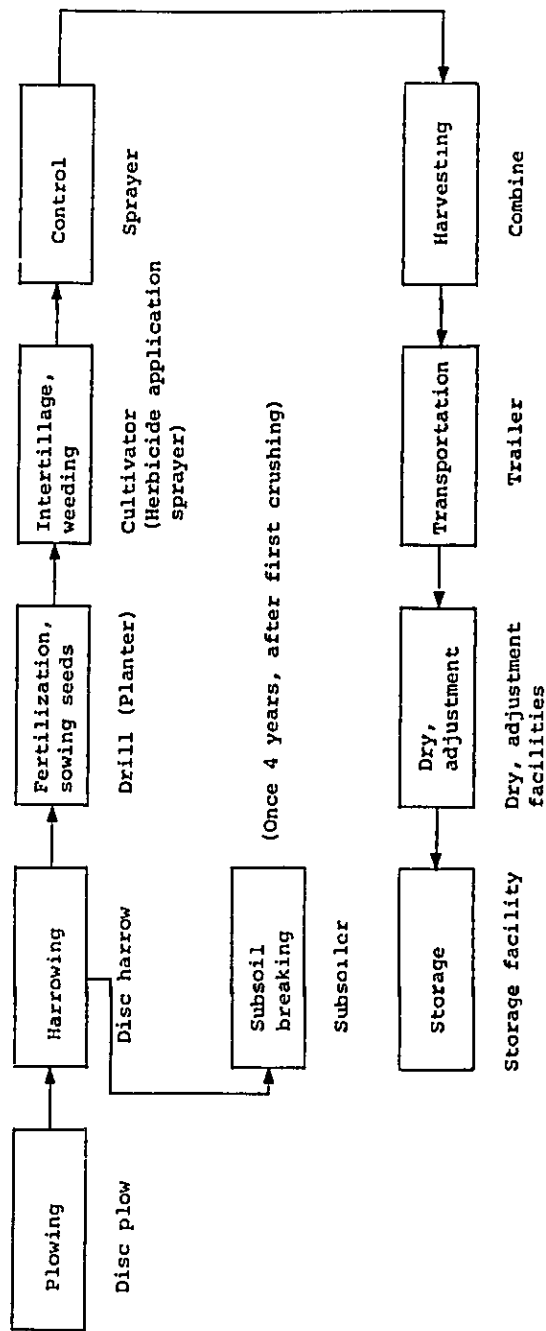 Plowing
Disc plow
Harrowing
Disc harrow
Fertilization,
sowing seeds
Drill (Planter)
Intertillage,
weeding
Cultivator
(Herbicide application
sprayer)
Control
Sprayer
Subsoil
breaking
Subsoiler
(Once 4 years, after first crushing)
Harvesting
Combine
Transportation
Trailer
Dry,
adjustment
Dry, adjustment
facilities
Storage
Storage facility